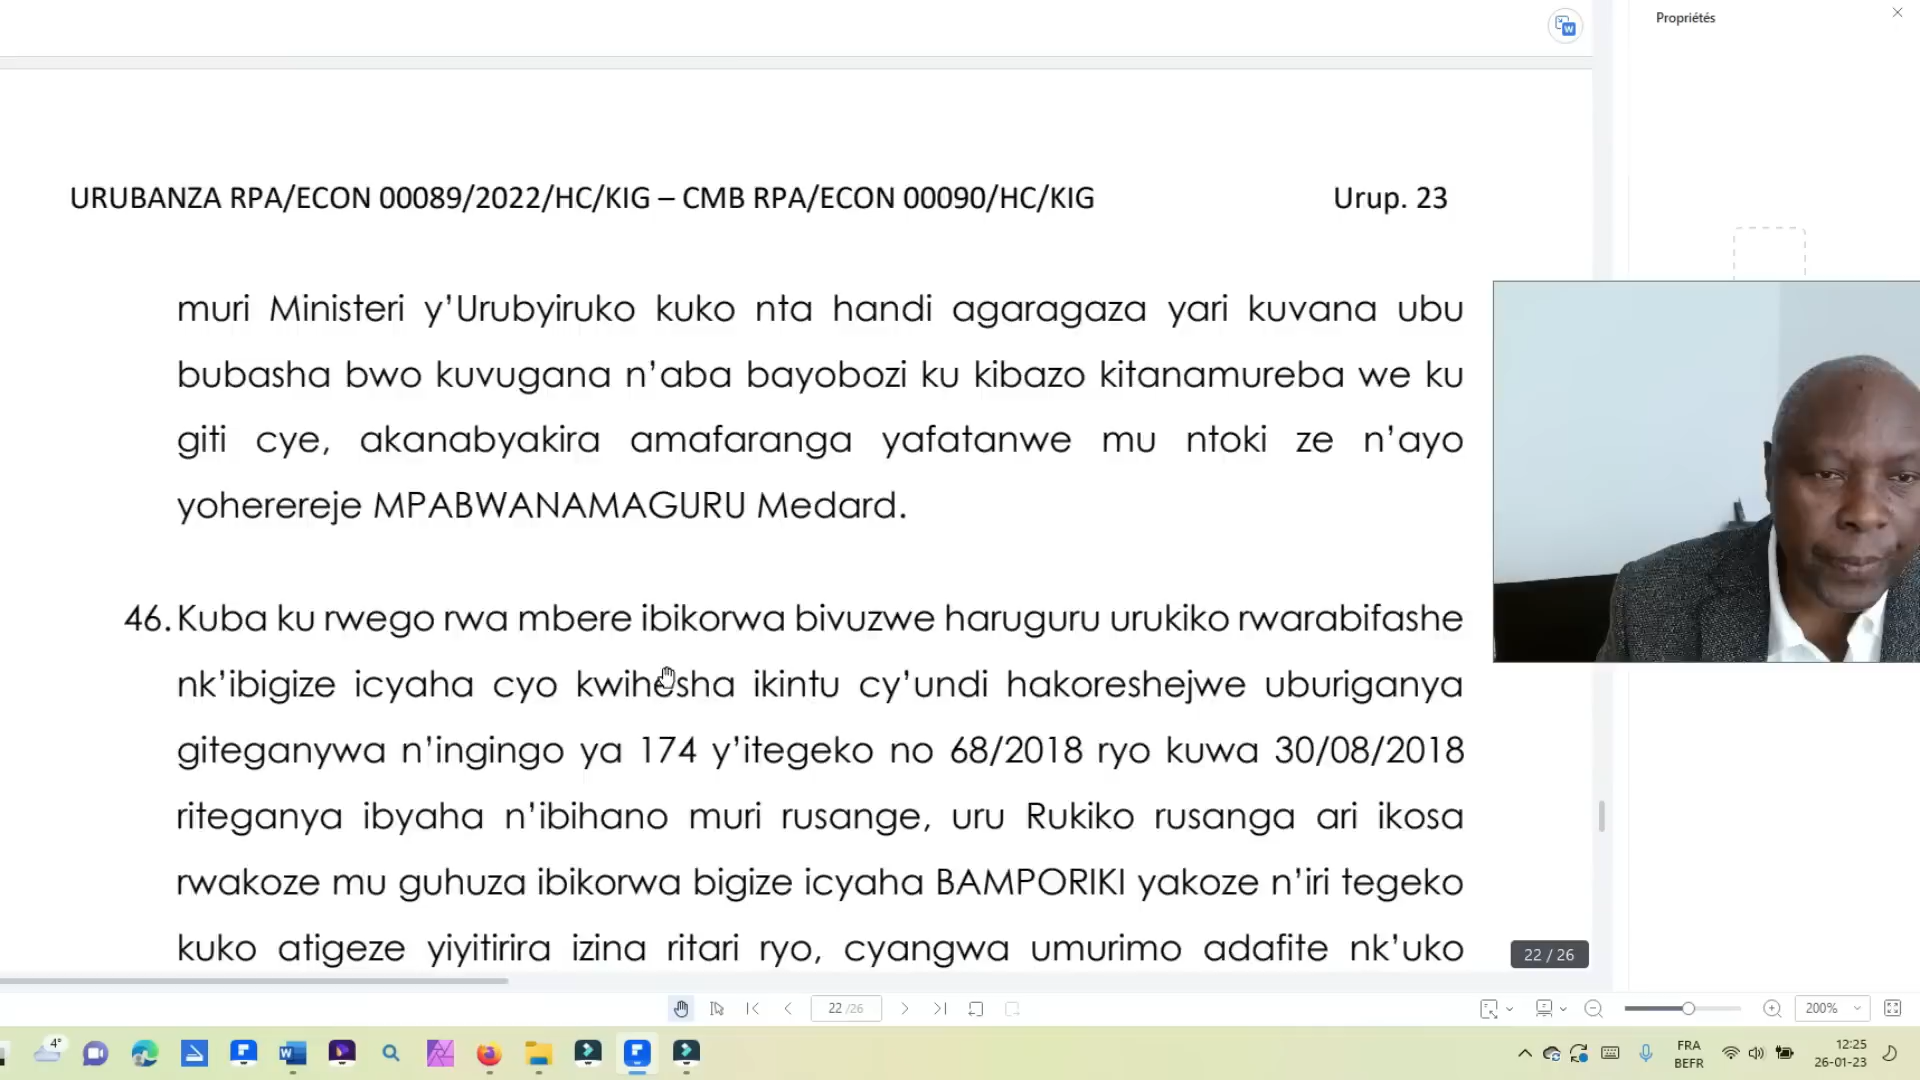 Propriétés
URUBANZA RPA/ECON 00089/2022/HC/KIG – CMB RPA/ECON 00090/HC/KIG Urup. 23
muri Ministeri y’Urubyiruko kuko nta handi agaragaza yari kuvana ubu
bubasha bwo kuvugana n’aba bayobozi ku kibazo kitanamureba we ku
giti cye, akanabyakira amafaranga yafatanwe mu ntoki ze n’ayo
yoherereje MPABWANAMAGURU Medard.
46. Kuba ku rwego rwa mbere ibikorwa bivuzwe haruguru urukiko rwarabifashe
nk’ibigize icyaha cyo kwihesha ikintu cy’undi hakoreshejwe uburiganya
giteganywa n’ingingo ya 174 y’itegeko no 68/2018 ryo kuwa 30/08/2018
riteganya ibyaha n’ibihano muri rusange, uru Rukiko rusanga ari ikosa
rwakoze mu guhuza ibikorwa bigize icyaha BAMPORIKI yakoze n’iri tegeko
kuko atigeze yiyitirira izina ritari ryo, cyangwa umurimo adafite nk’uko
22 / 26
22 /26
200%
4°
FRA
BEFR
12:25
26-01-23